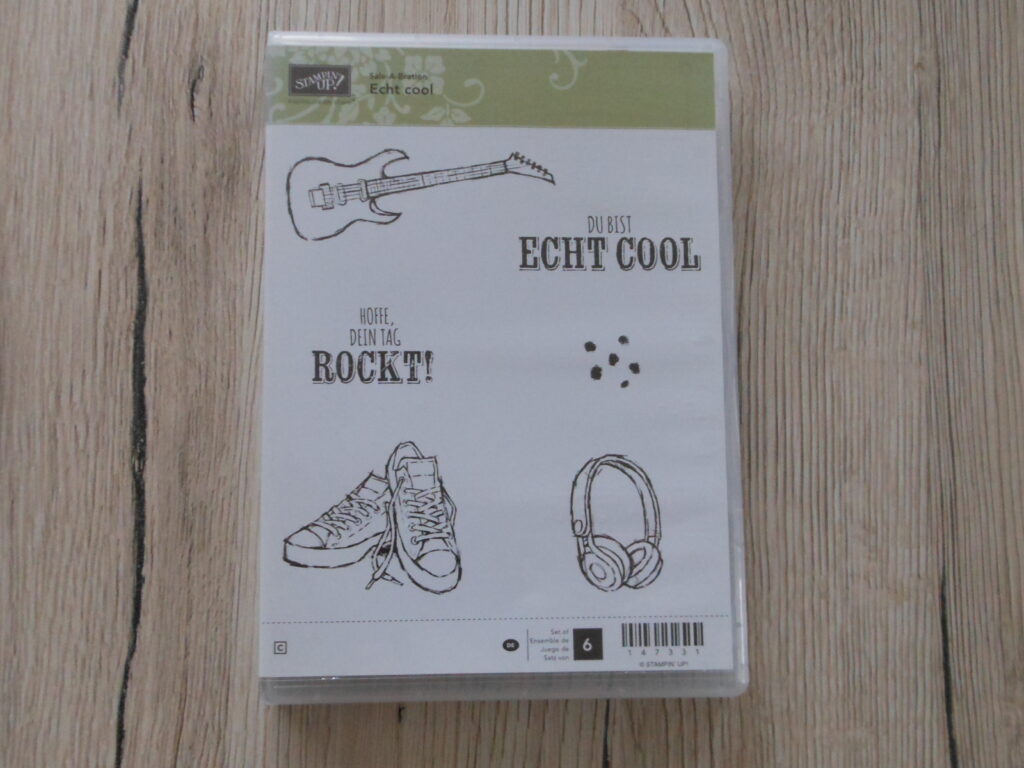 STAMPIN' UP!
Sale-A-Bration
Echt cool
DU BIST
ECHT COOL
HOFFE,
DEIN TAG
ROCKT!
C
DE
Set of
Ensemble de
Juego de
Satz von
6
147331
© STAMPIN' UP!